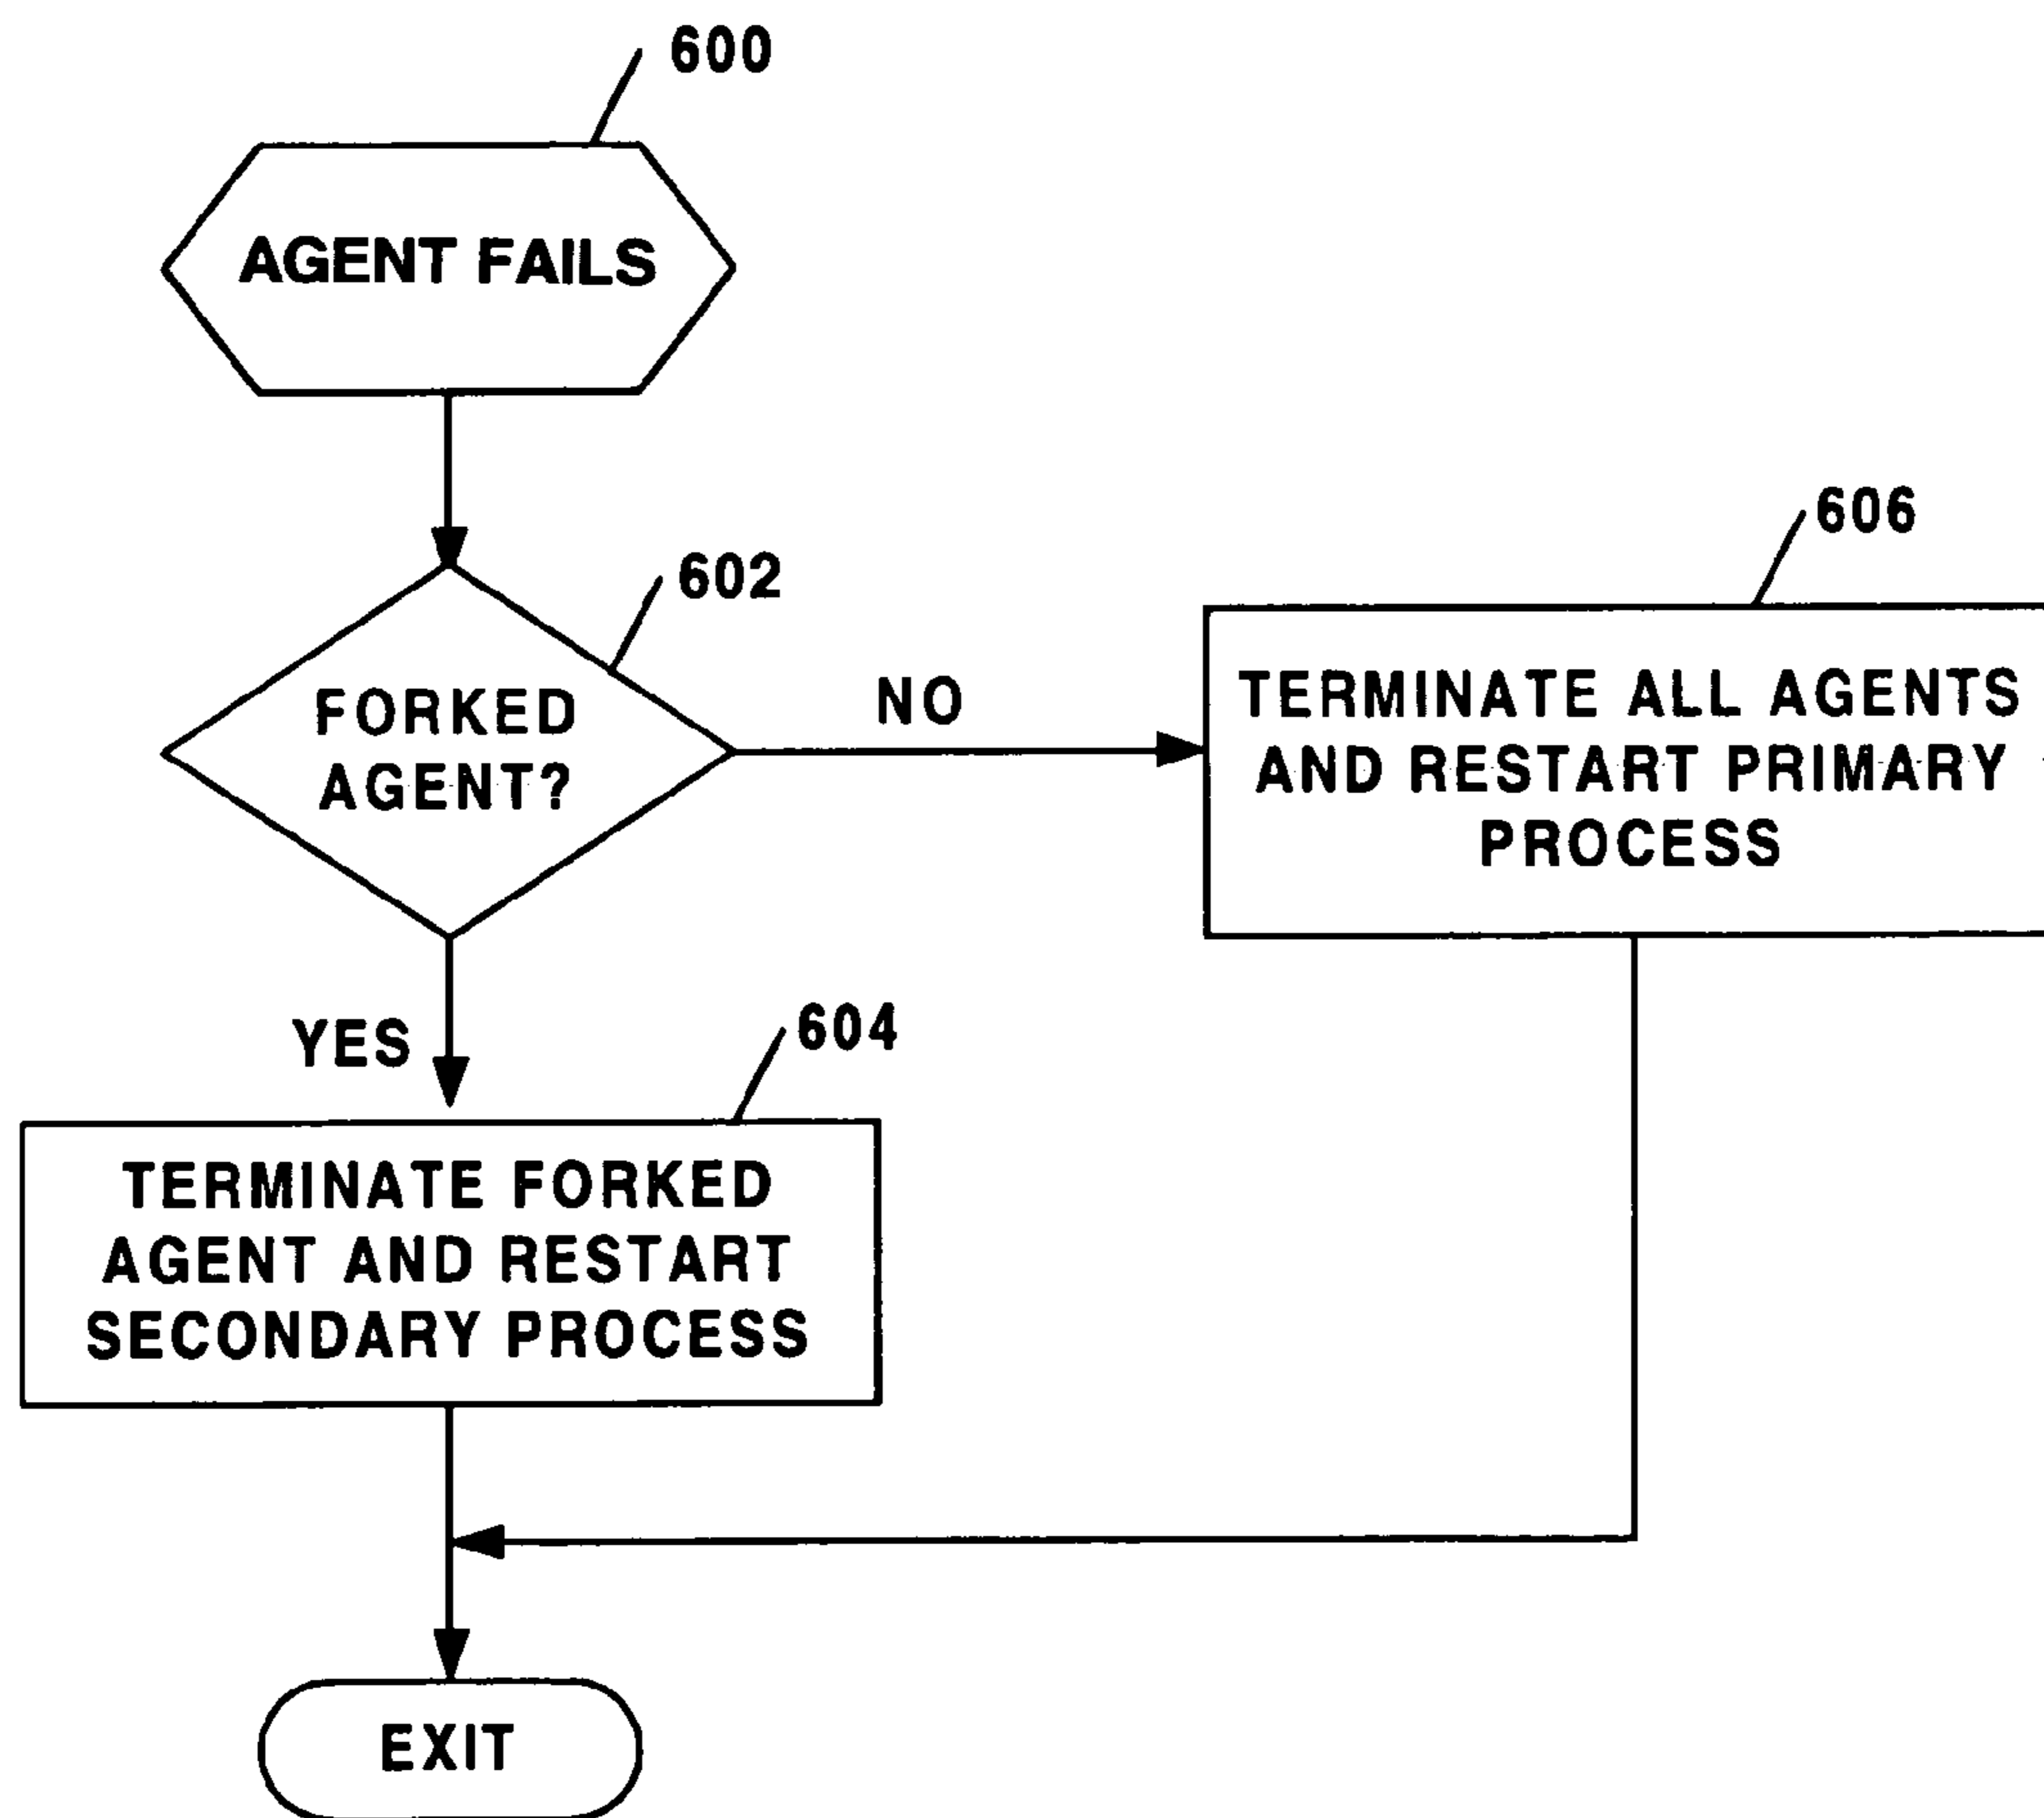 600
AGENT FAILS
602
FORKED
AGENT?
NO
606
TERMINATE ALL AGENTS
AND RESTART PRIMARY
PROCESS
YES
604
TERMINATE FORKED
AGENT AND RESTART
SECONDARY PROCESS
EXIT